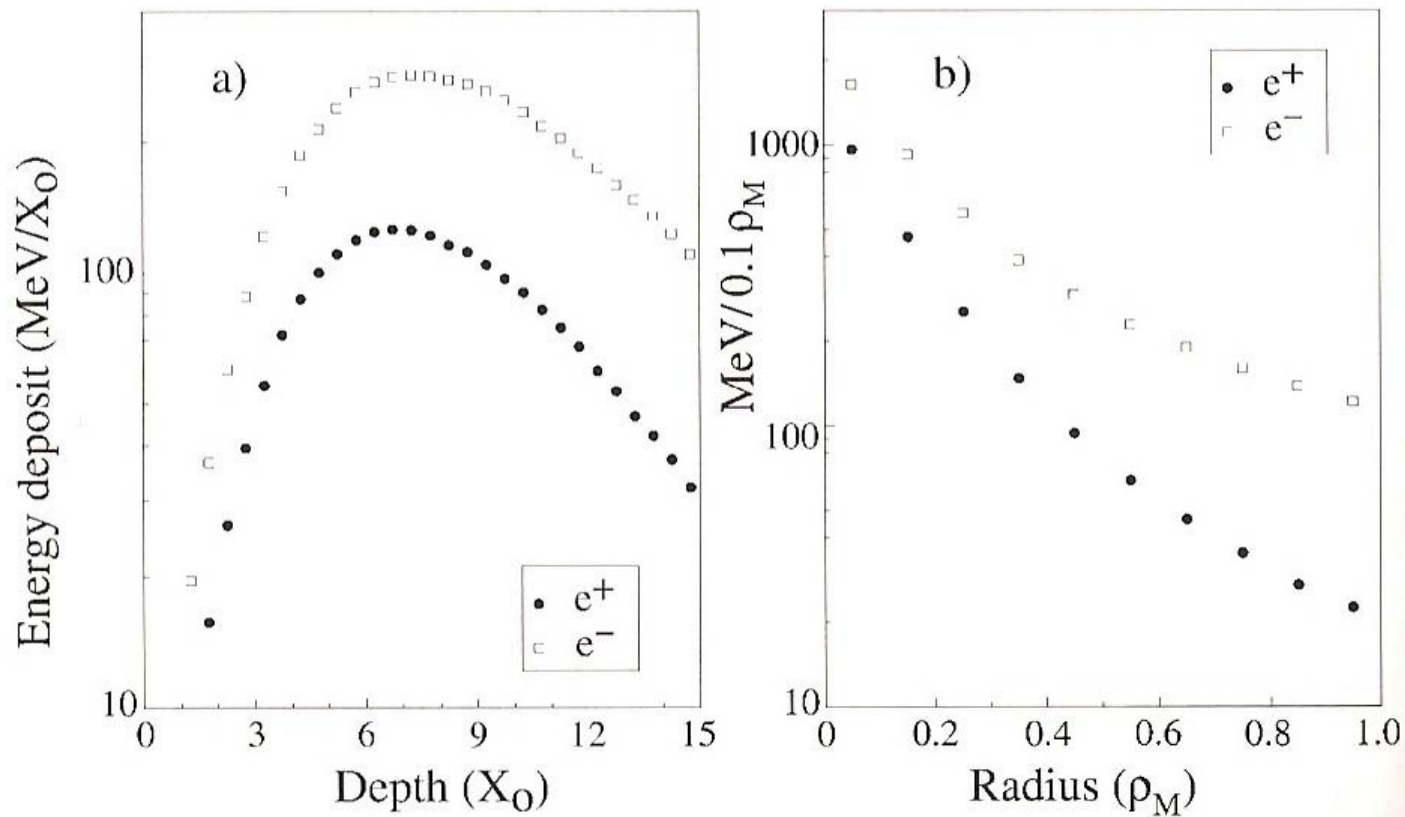 a)
Energy deposit (MeV/X₀)
100
10
0 3 6 9 12 15
Depth (X₀)
e⁺
e⁻
b)
MeV/0.1 ρM
1000
100
10
0 0.2 0.4 0.6 0.8 1.0
Radius (ρM)
e⁺
e⁻